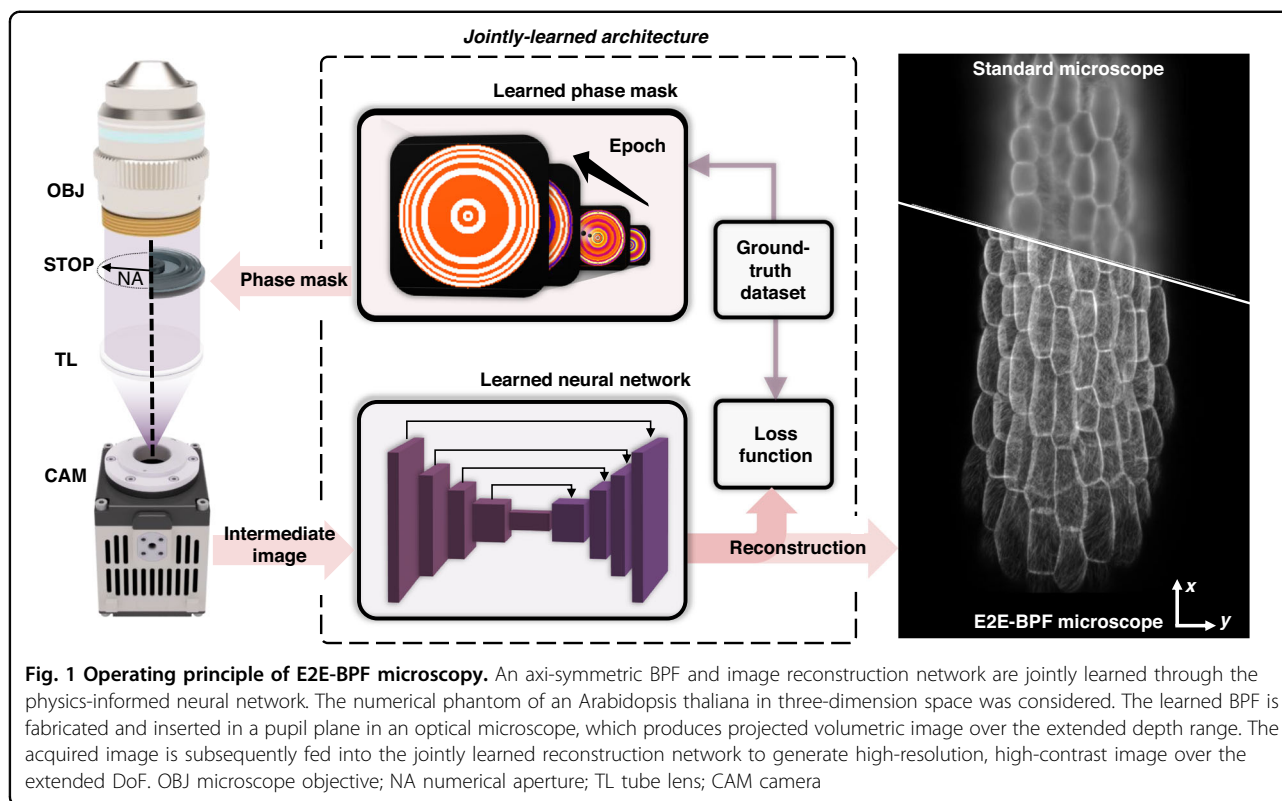 Jointly-learned architecture
Learned phase mask
Epoch
OBJ
STOP
NA
Phase mask
TL
CAM
Intermediate
image
Ground-
truth
dataset
Learned neural network
Loss
function
Reconstruction
Standard microscope
E2E-BPF microscope
x
y
Fig. 1 Operating principle of E2E-BPF microscopy. An axi-symmetric BPF and image reconstruction network are jointly learned through the
physics-informed neural network. The numerical phantom of an Arabidopsis thaliana in three-dimension space was considered. The learned BPF is
fabricated and inserted in a pupil plane in an optical microscope, which produces projected volumetric image over the extended depth range. The
acquired image is subsequently fed into the jointly learned reconstruction network to generate high-resolution, high-contrast image over the
extended DoF. OBJ microscope objective; NA numerical aperture; TL tube lens; CAM camera